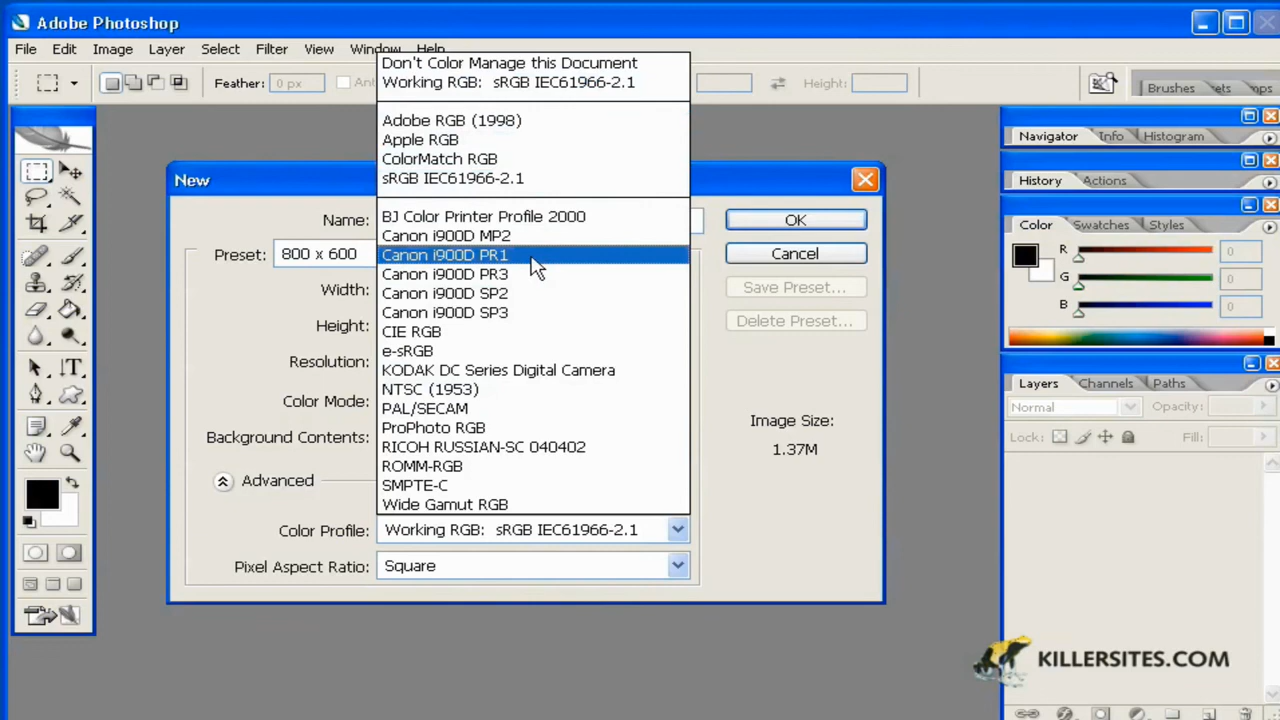 Adobe Photoshop
File Edit Image Layer Select Filter View Window Help
Feather: 0 px Height: Brushes
Don't Color Manage this Document
Working RGB: sRGB IEC61966-2.1
Adobe RGB (1998)
Apple RGB
ColorMatch RGB
sRGB IEC61966-2.1
BJ Color Printer Profile 2000
Canon i900D MP2
Canon i900D PR1
Canon i900D PR3
Canon i900D SP2
Canon i900D SP3
CIE RGB
e-sRGB
KODAK DC Series Digital Camera
NTSC (1953)
PAL/SECAM
ProPhoto RGB
RICOH RUSSIAN-SC 040402
ROMM-RGB
SMPTE-C
Wide Gamut RGB
New
Name:
Preset: 800 x 600
Width:
Height:
Resolution:
Color Mode:
Background Contents:
Advanced
Color Profile: Working RGB: sRGB IEC61966-2.1
Pixel Aspect Ratio: Square
OK
Cancel
Save Preset...
Delete Preset...
Image Size:
1.37M
Navigator Info Histogram
History Actions
Color Swatches Styles
R 0
G 0
B 0
Layers Channels Paths
Normal Opacity:
Lock: Fill:
KILLERSITES.COM